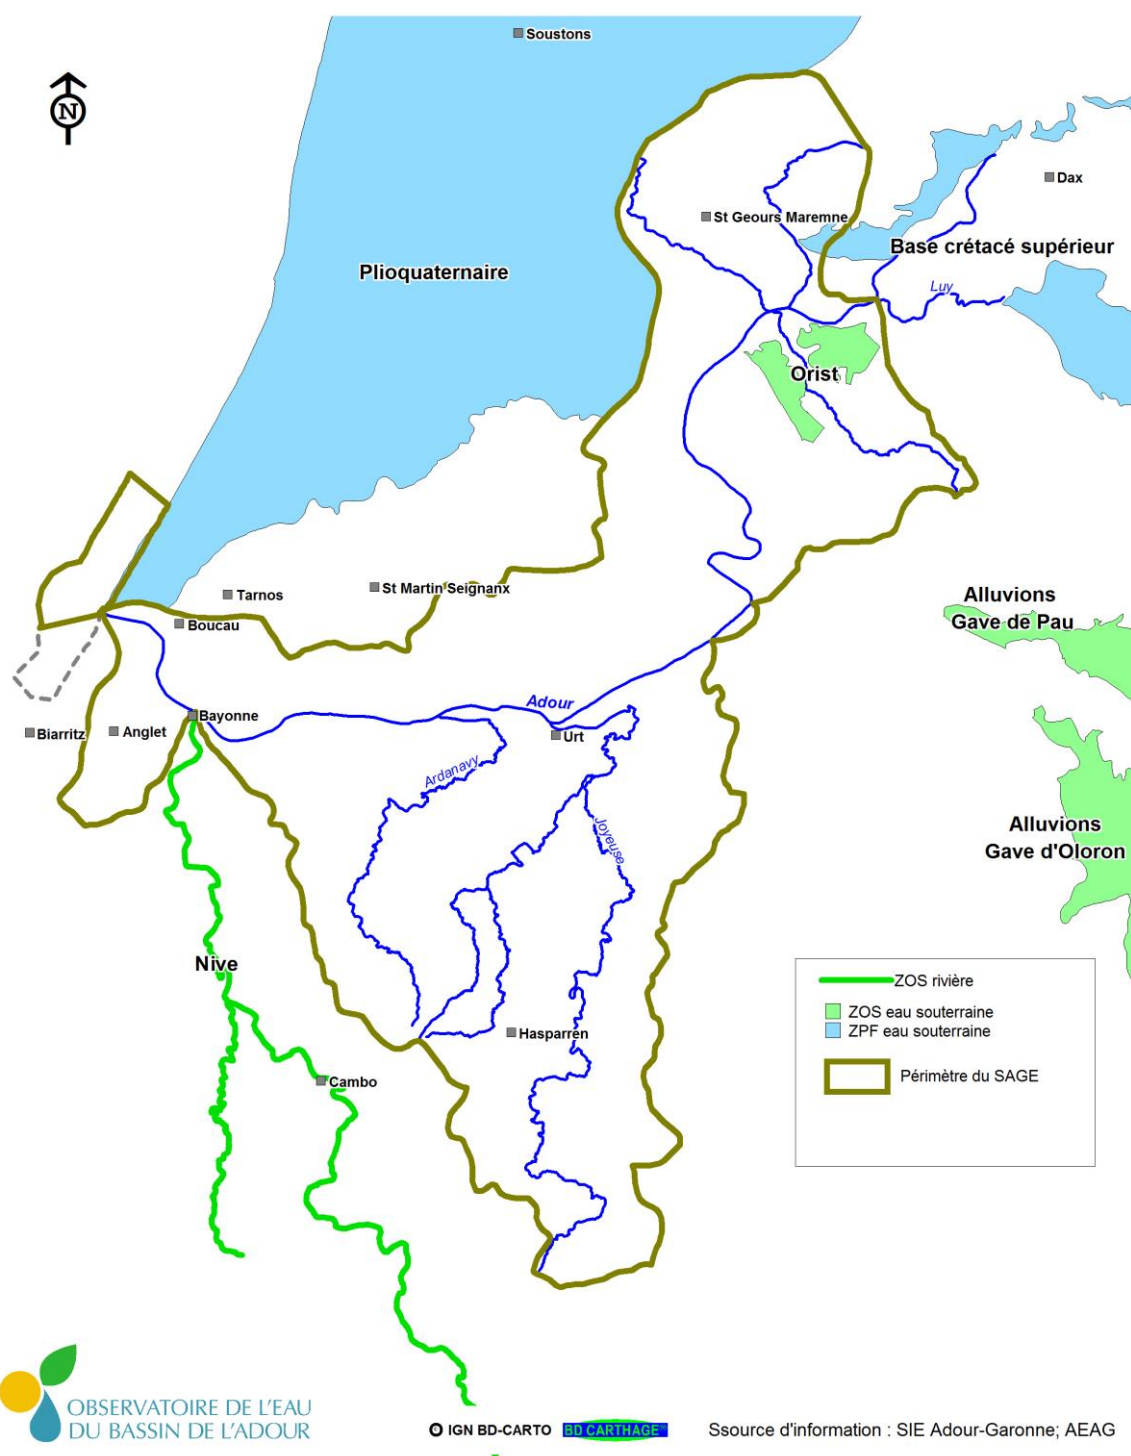 Soustons
N
Dax
St Geours Maremne
Base crétacé supérieur
Plioquaternaire
Luy
Orist
Alluvions
Gave de Pau
Tarnos
St Martin Seignanx
Boucau
Adour
Bayonne
Biarritz
Anglet
Urt
Ardanavy
Joyeuse
Alluvions
Gave d'Oloron
Nive
ZOS rivière
ZOS eau souterraine
ZPF eau souterraine
Périmètre du SAGE
Hasparren
Cambo
OBSERVATOIRE DE L'EAU
DU BASSIN DE L'ADOUR
© IGN BD-CARTO BD CARTHAGE Ssource d'information : SIE Adour-Garonne; AEAG